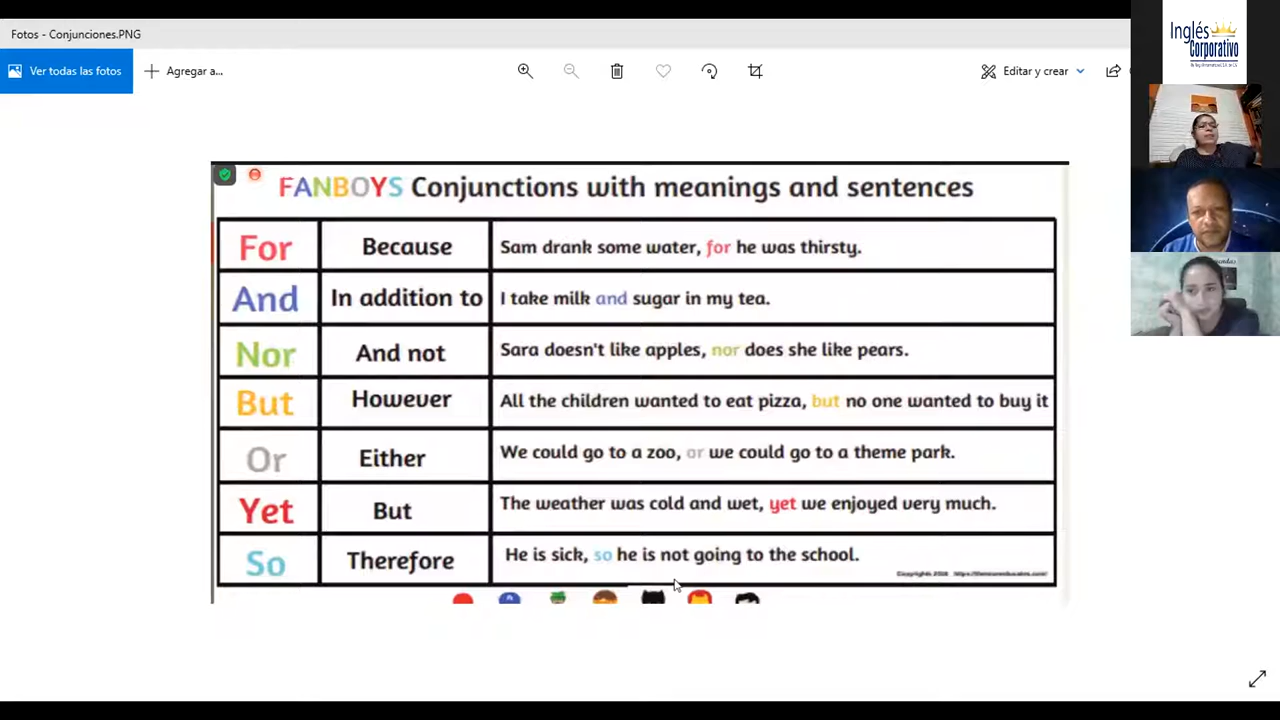 Fotos - Conjunciones.PNG
Ver todas las fotos
Agregar a...
Editar y crear
Inglés
Corporativo
FANBOYS Conjunctions with meanings and sentences
For Because Sam drank some water, for he was thirsty.
And In addition to I take milk and sugar in my tea.
Nor And not Sara doesn't like apples, nor does she like pears.
But However All the children wanted to eat pizza, but no one wanted to buy it
Or Either We could go to a zoo, or we could go to a theme park.
Yet But The weather was cold and wet, yet we enjoyed very much.
So Therefore He is sick, so he is not going to the school.